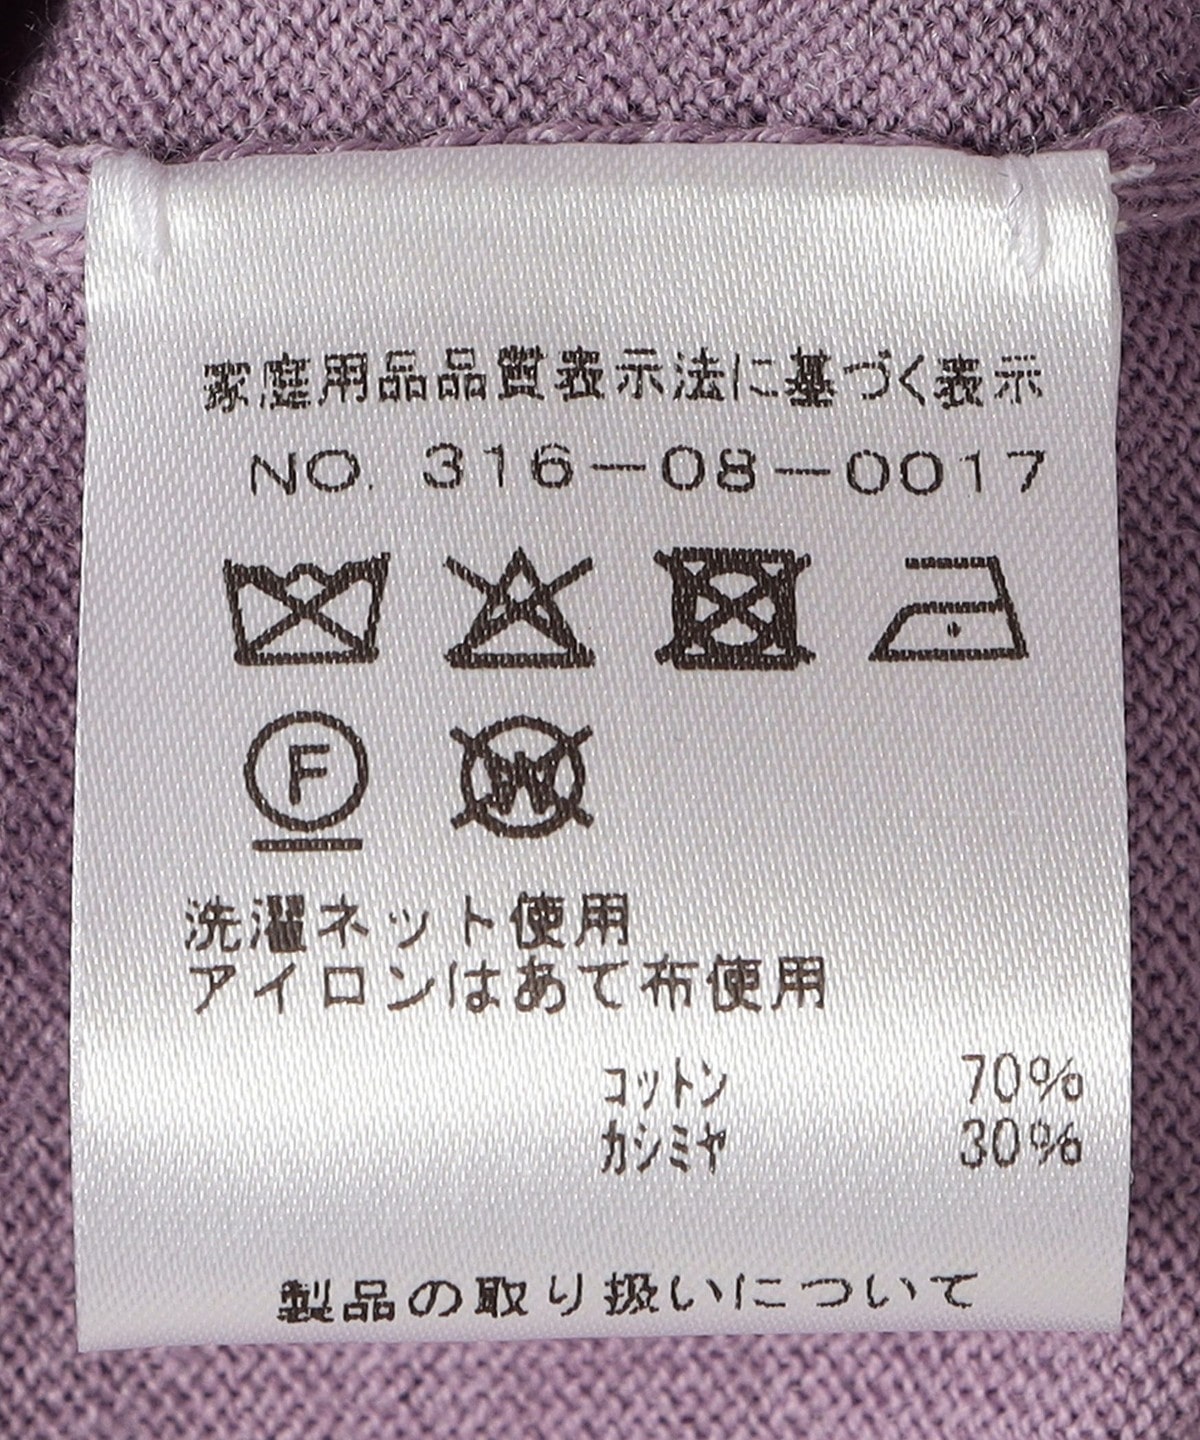 家庭用品品質表示法に基づく表示
NO. 316-08-0017
F
W
洗濯ネット使用
アイロンはあて布使用
コットン 70%
カシミヤ 30%
製品の取り扱いについて